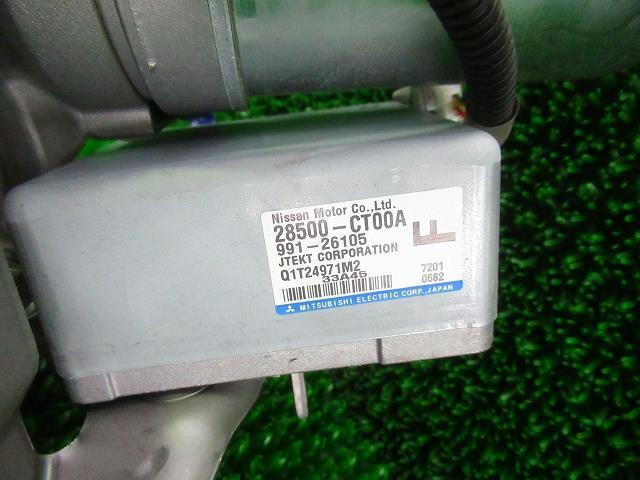 Nissan Motor Co.,Ltd.
28500-CT00A
991-26105
JTEKT CORPORATION
F
Q1T24971M2
33A45
7201
0682
MITSUBISHI ELECTRIC CORP.,JAPAN